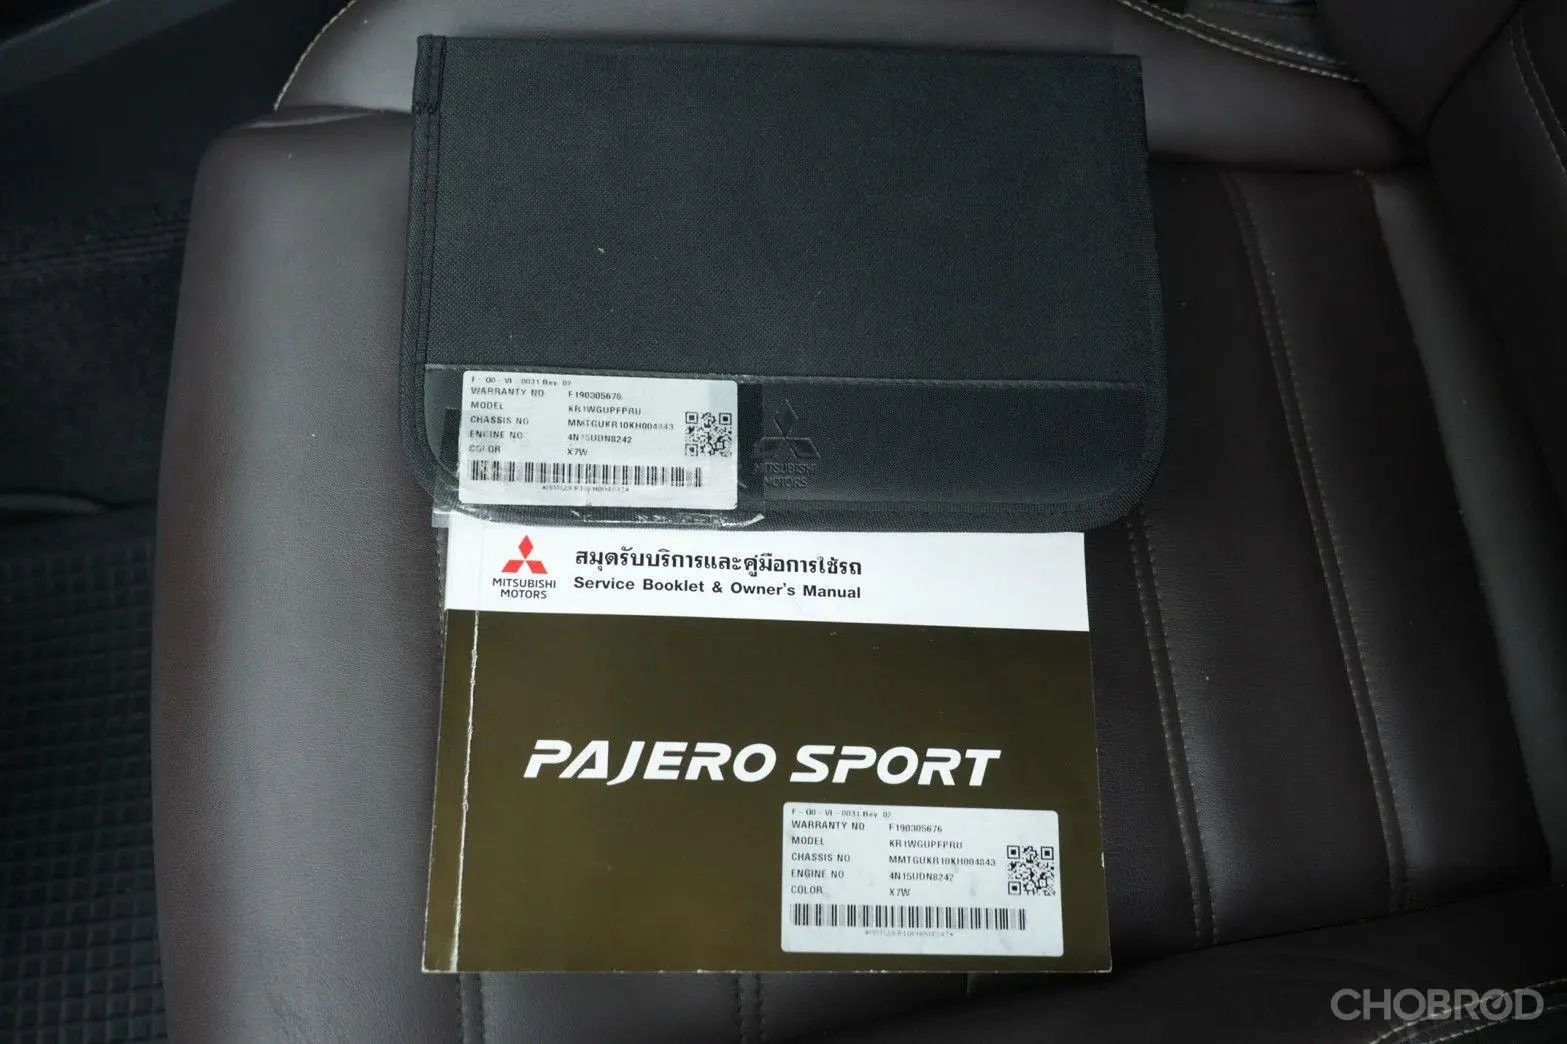 F - 00 - VI - 0031 Rev. 02
WARRANTY NO F190305676
MODEL KR1WGUPFPRU
CHASSIS NO MMTGUKR10KH004843
ENGINE NO 4N15UDN8242
COLOR X7W
MITSUBISHI
MOTORS
MITSUBISHI
MOTORS
สมุดรับบริการและคู่มือการใช้รถ
Service Booklet & Owner's Manual
PAJERO SPORT
F - 00 - VI - 0031 Rev. 02
WARRANTY NO F190305676
MODEL KR1WGUPFPRU
CHASSIS NO MMTGUKR10KH004843
ENGINE NO 4N15UDN8242
COLOR X7W
CHOBROD